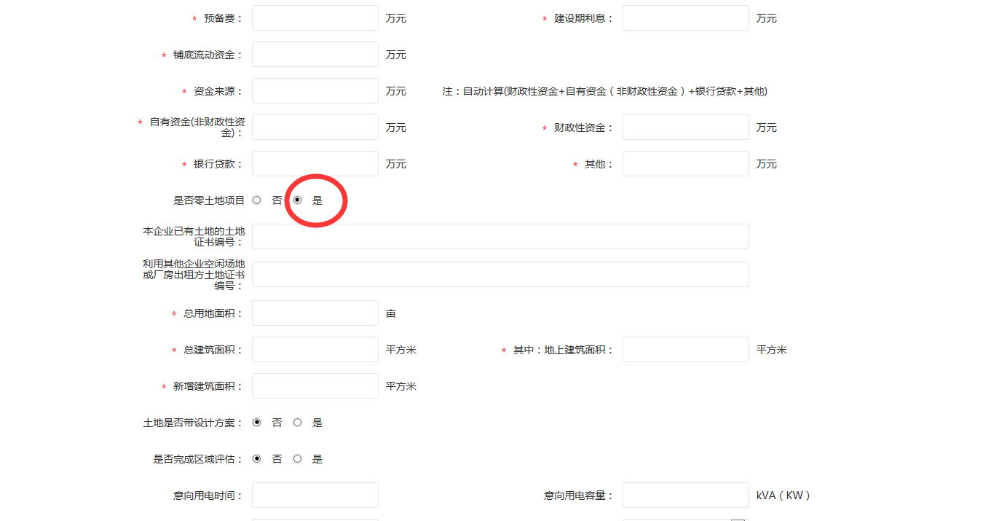 * 预备费： 万元 * 建设期利息： 万元
* 铺底流动资金： 万元
* 资金来源： 万元 注：自动计算(财政性资金+自有资金（非财政性资金）+银行贷款+其他)
* 自有资金(非财政性资
金)： 万元 * 财政性资金： 万元
* 银行贷款： 万元 * 其他： 万元
是否零土地项目 否 是
本企业已有土地的土地
证书编号：
利用其他企业空闲场地
或厂房出租方土地证书
编号：
* 总用地面积： 亩
* 总建筑面积： 平方米 * 其中：地上建筑面积： 平方米
* 新增建筑面积： 平方米
土地是否带设计方案： 否 是
是否完成区域评估： 否 是
意向用电时间： 意向用电容量： kVA（KW）